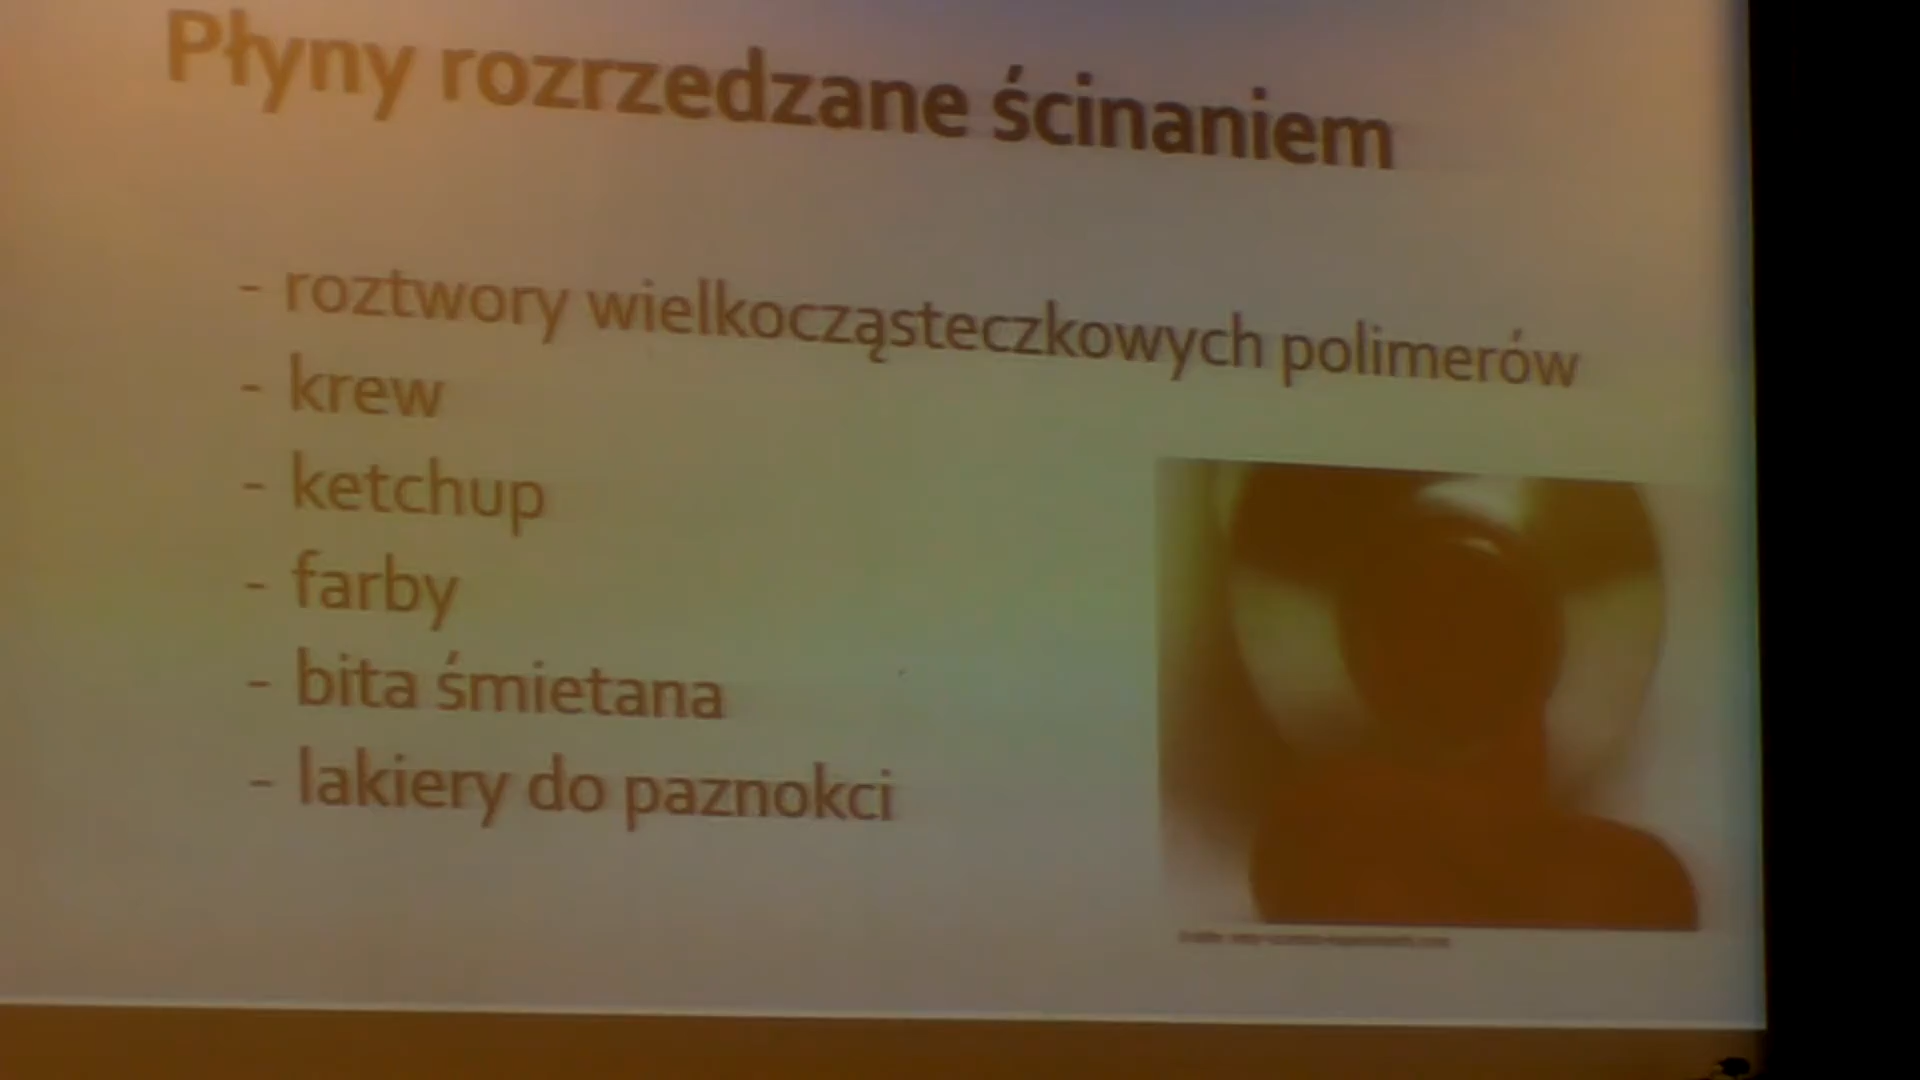 Płyny rozrzedzane ścinaniem
- roztwory wielkocząsteczkowych polimerów
- krew
- ketchup
- farby
- bita śmietana
- lakiery do paznokci